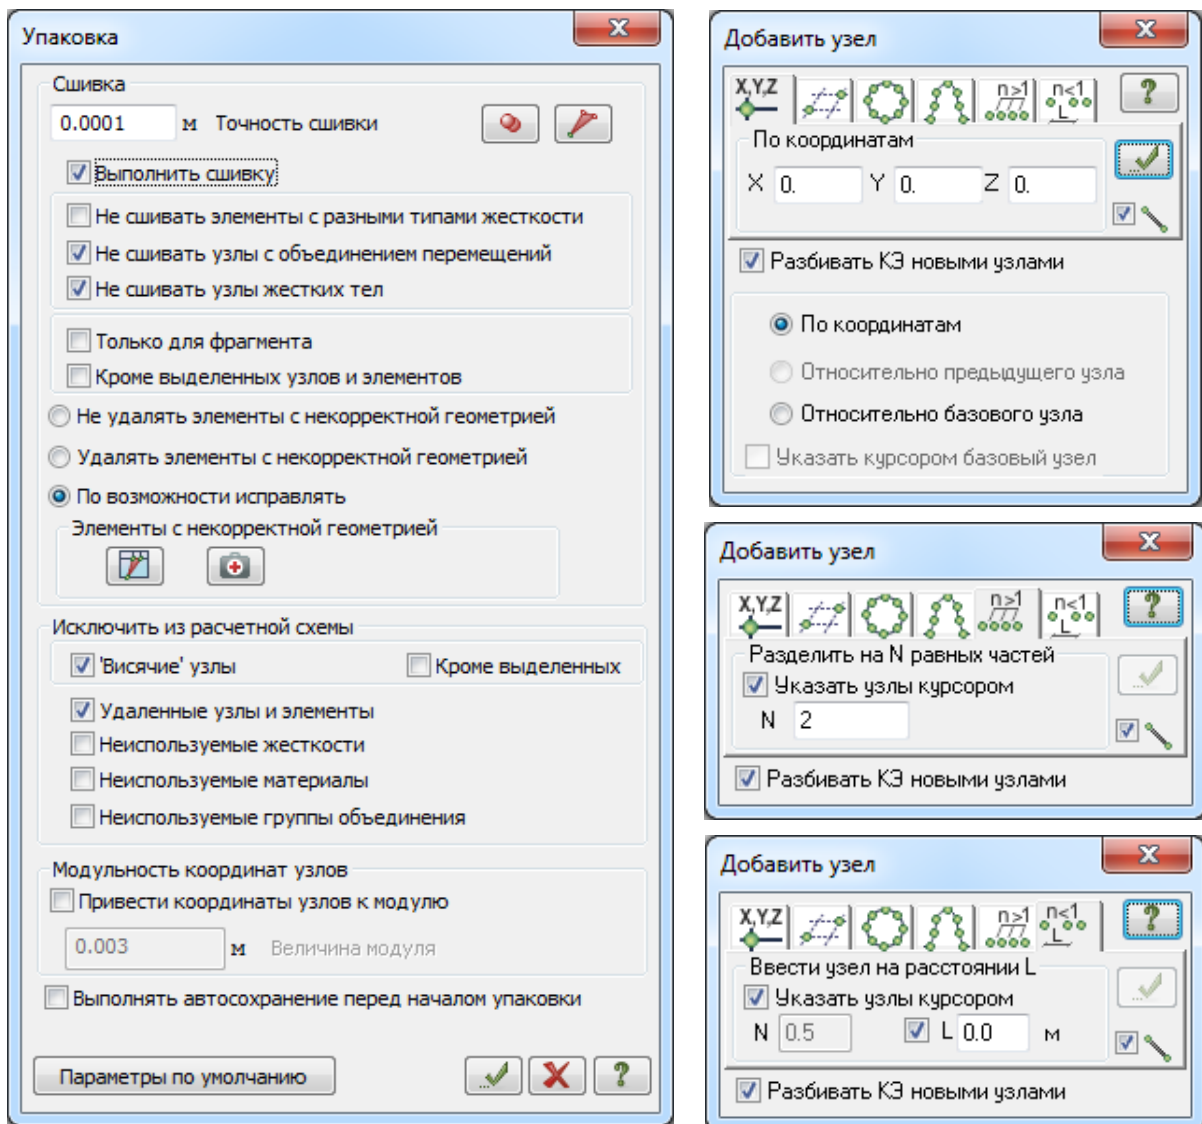 Упаковка
Сшивка
0.0001 м Точность сшивки
Выполнить сшивку
Не сшивать элементы с разными типами жесткости
Не сшивать узлы с объединением перемещений
Не сшивать узлы жестких тел
Только для фрагмента
Кроме выделенных узлов и элементов
Не удалять элементы с некорректной геометрией
Удалять элементы с некорректной геометрией
По возможности исправлять
Элементы с некорректной геометрией
Исключить из расчетной схемы
'Висячие' узлы Кроме выделенных
Удаленные узлы и элементы
Неиспользуемые жесткости
Неиспользуемые материалы
Неиспользуемые группы объединения
Модульность координат узлов
Привести координаты узлов к модулю
0.003 м Величина модуля
Выполнять автосохранение перед началом упаковки
Параметры по умолчанию ?
Добавить узел
X,Y,Z n>1 n<1 L ?
По координатам
X 0. Y 0. Z 0.
Разбивать КЭ новыми узлами
По координатам
Относительно предыдущего узла
Относительно базового узла
Указать курсором базовый узел
Добавить узел
X,Y,Z n>1 n<1 L ?
Разделить на N равных частей
Указать узлы курсором
N 2
Разбивать КЭ новыми узлами
Добавить узел
X,Y,Z n>1 n<1 L ?
Ввести узел на расстоянии L
Указать узлы курсором
N 0.5 L 0.0 м
Разбивать КЭ новыми узлами